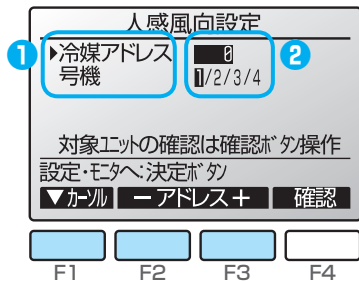 人感風向設定
❶ ▶冷媒アドレス 0 ❷
号機 1/2/3/4
対象ユニットの確認は確認ボタン操作
設定・モニタへ:決定ボタン
▼カーソル －アドレス＋ 確認
F1 F2 F3 F4